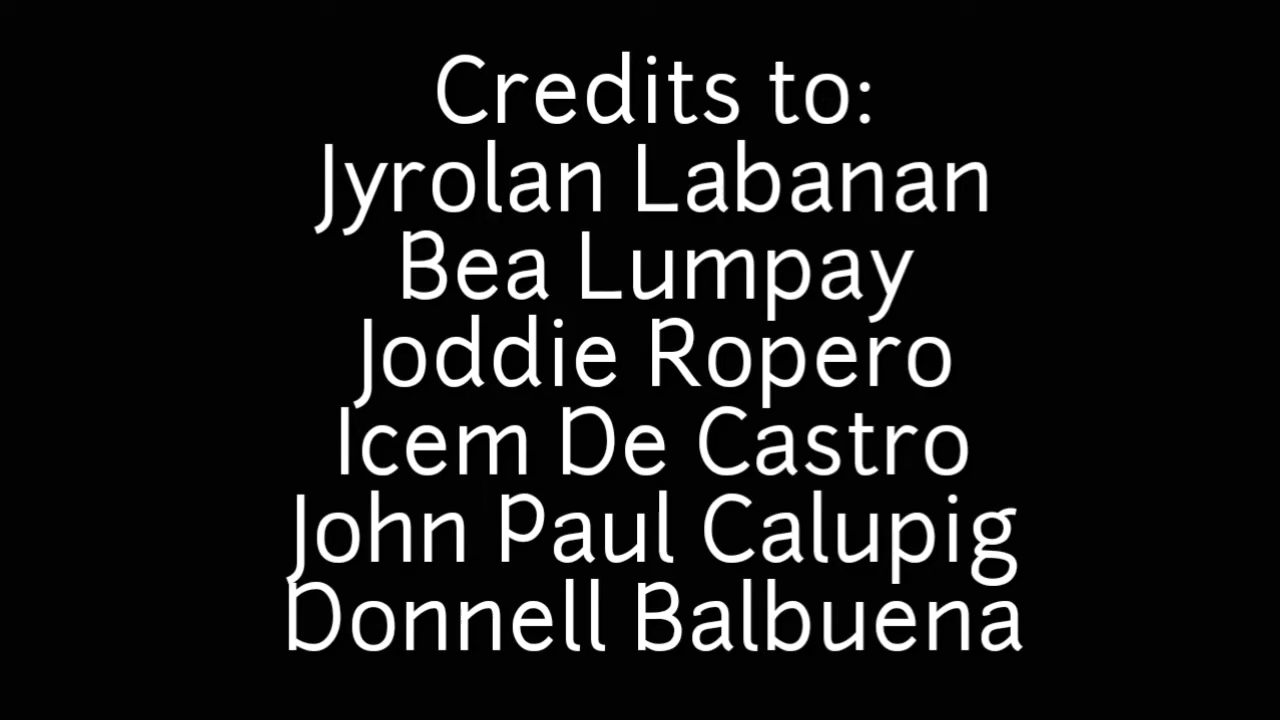 Credits to:
Jyrolan Labanan
Bea Lumpay
Joddie Ropero
Icem De Castro
John Paul Calupig
Donnell Balbuena